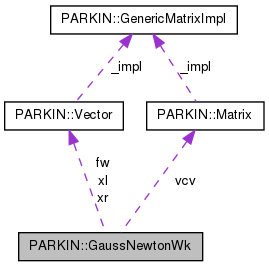 PARKIN::GenericMatrixImpl
_impl
_impl
PARKIN::Vector
PARKIN::Matrix
fw
xl
xr
vcv
PARKIN::GaussNewtonWk